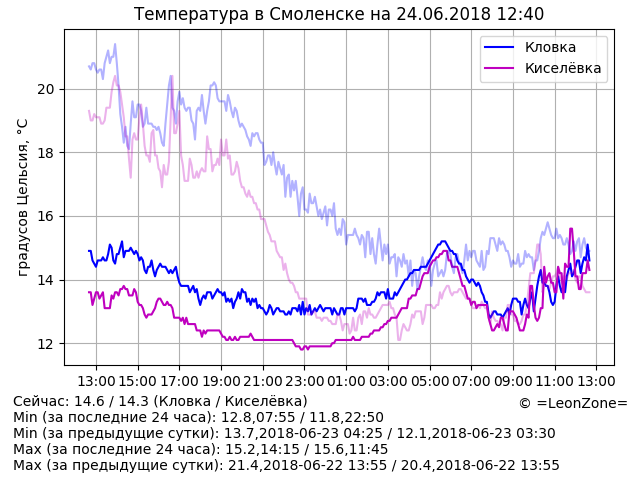 Температура в Смоленске на 24.06.2018 12:40
градусов Цельсия, °C
20
18
16
14
12
Кловка
Киселёвка
13:00 15:00 17:00 19:00 21:00 23:00 01:00 03:00 05:00 07:00 09:00 11:00 13:00
Сейчас: 14.6 / 14.3 (Кловка / Киселёвка)
© =LeonZone=
Min (за последние 24 часа): 12.8,07:55 / 11.8,22:50
Min (за предыдущие сутки): 13.7,2018-06-23 04:25 / 12.1,2018-06-23 03:30
Max (за последние 24 часа): 15.2,14:15 / 15.6,11:45
Max (за предыдущие сутки): 21.4,2018-06-22 13:55 / 20.4,2018-06-22 13:55